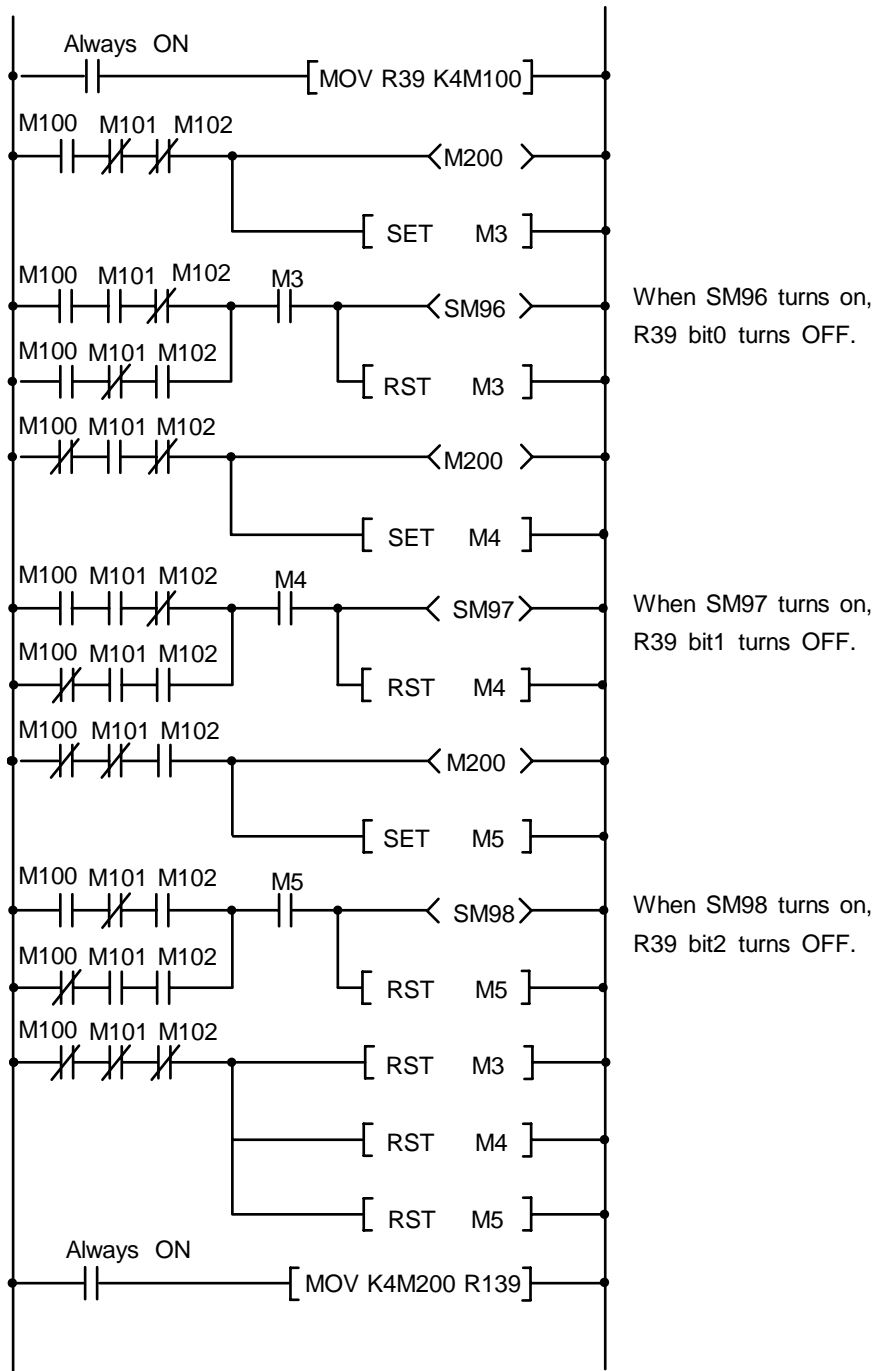 Always ON
MOV R39 K4M100
M100 M101 M102
M200
SET M3
M100 M101 M102 M3
SM96
When SM96 turns on,
R39 bit0 turns OFF.
M100 M101 M102
RST M3
M100 M101 M102
M200
SET M4
M100 M101 M102 M4
SM97
When SM97 turns on,
R39 bit1 turns OFF.
M100 M101 M102
RST M4
M100 M101 M102
M200
SET M5
M100 M101 M102 M5
SM98
When SM98 turns on,
R39 bit2 turns OFF.
M100 M101 M102
RST M5
M100 M101 M102
RST M3
RST M4
RST M5
Always ON
MOV K4M200 R139